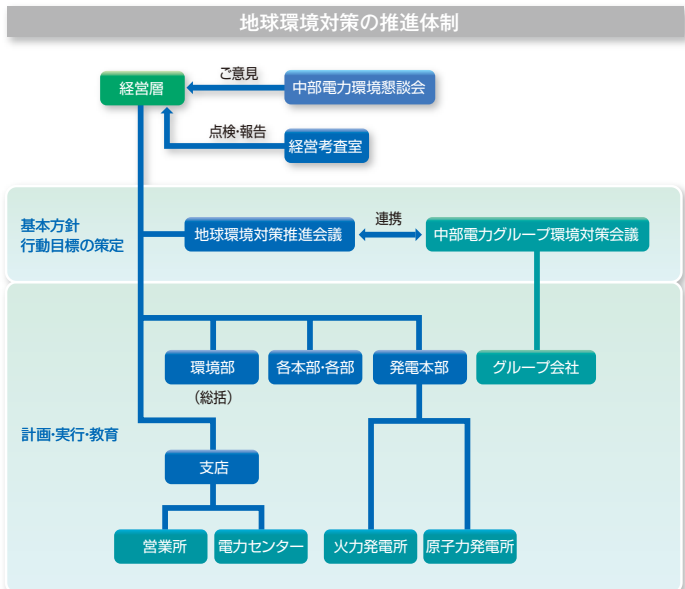 地球環境対策の推進体制
経営層
ご意見
中部電力環境懇談会
点検・報告
経営考査室
基本方針
行動目標の策定
地球環境対策推進会議
連携
中部電力グループ環境対策会議
環境部
各本部・各部
発電本部
グループ会社
（総括）
計画・実行・教育
支店
営業所
電力センター
火力発電所
原子力発電所